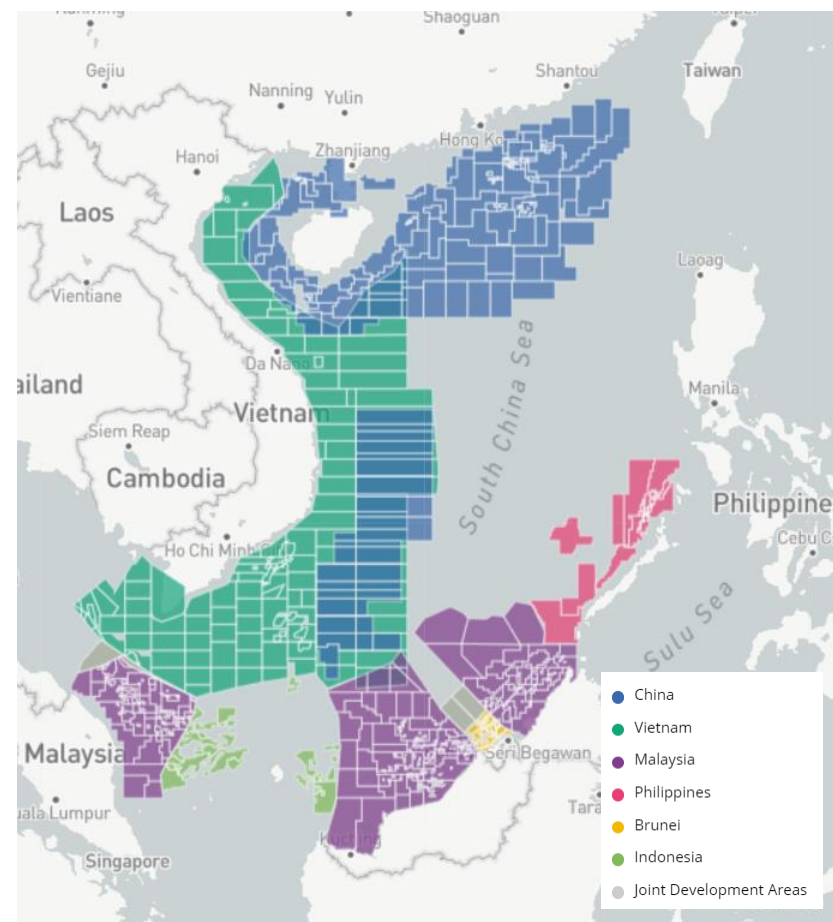 Shaoguan
Gejiu
Shantou
Taiwan
Nanning
Yulin
Hong Ko
Hanoi
Zhanjiang
Laos
Laoag
Vientiane
South China Sea
Da Nang
ailand
Manila
Vietnam
Siem Reap
Cambodia
Philippine
Cebu C
Ho Chi Minh
Sulu Sea
China
Vietnam
Malaysia
Philippines
Brunei
Indonesia
Joint Development Areas
Malaysia
Seri Begawan
Tara
uala Lumpur
Kuching
Singapore